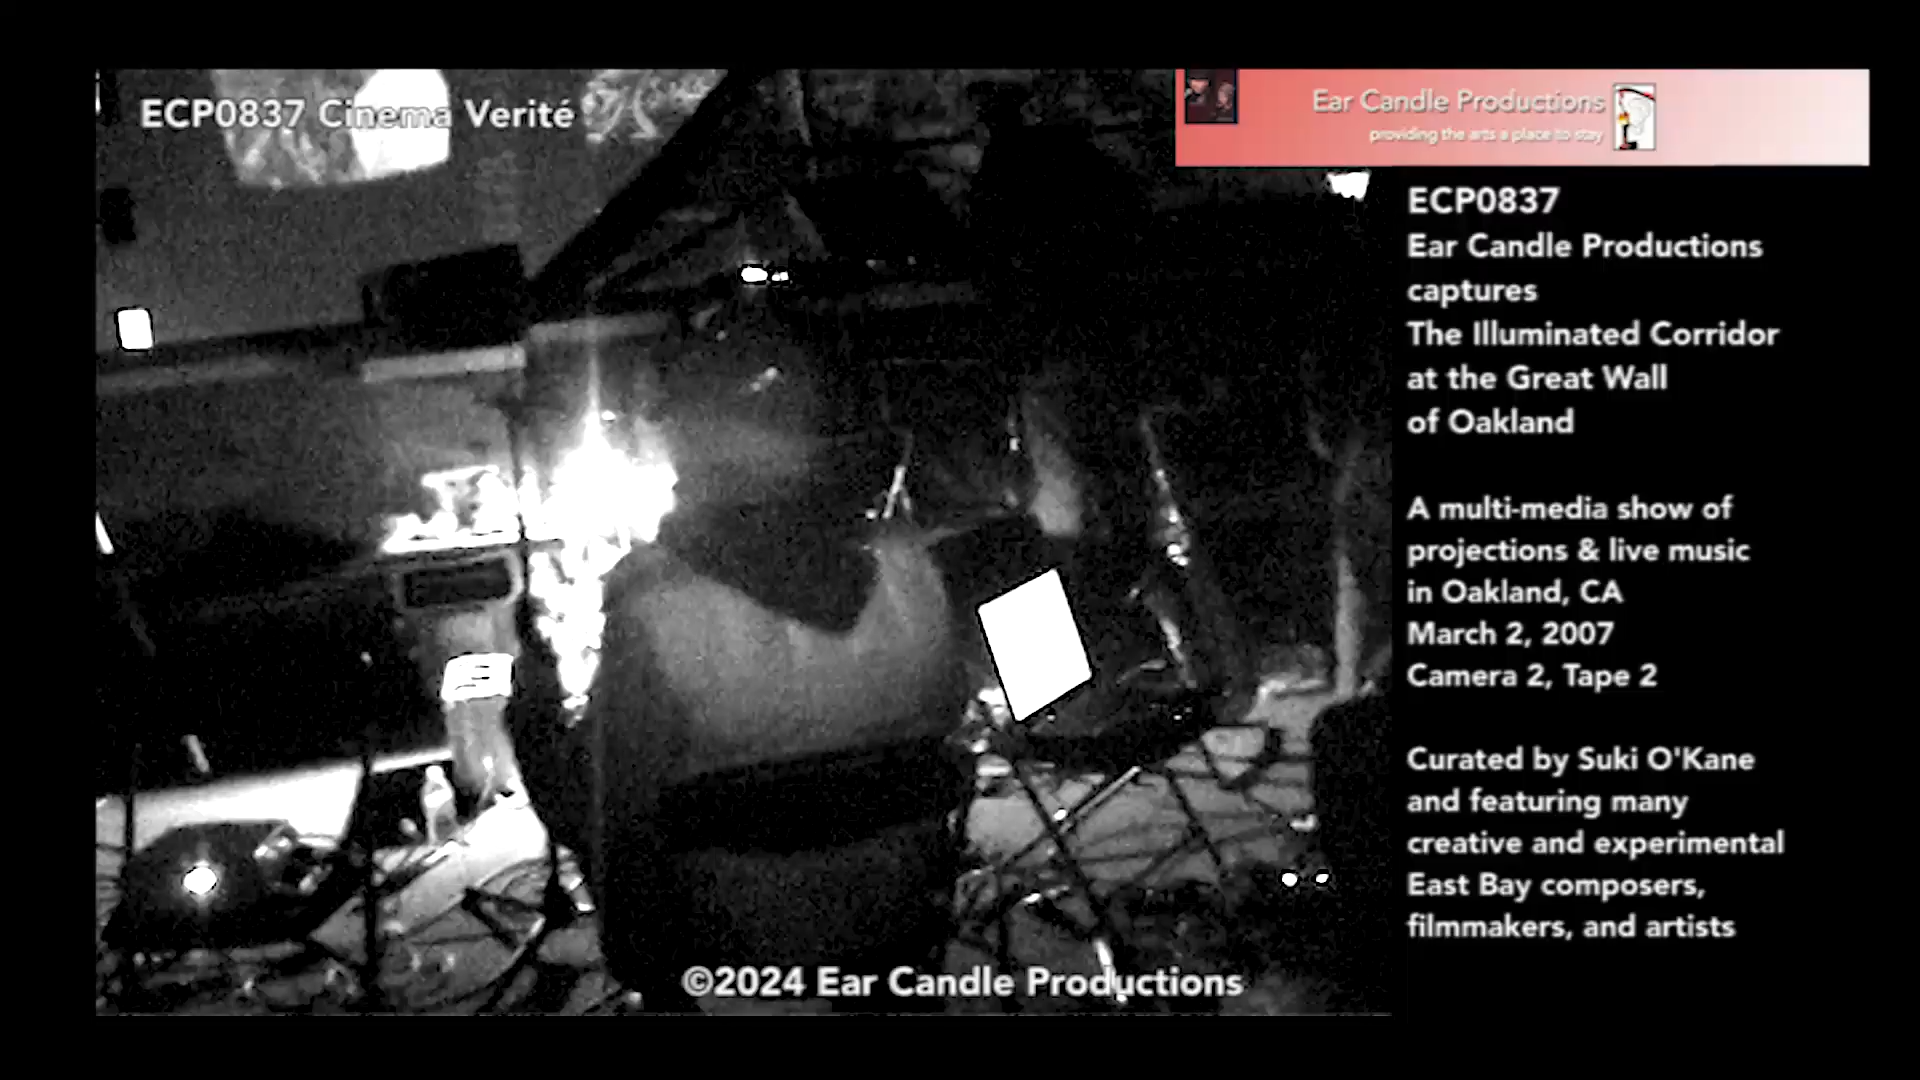 ECP0837 Cinema Verité
Ear Candle Productions
providing the arts a place to stay
ECP0837
Ear Candle Productions
captures
The Illuminated Corridor
at the Great Wall
of Oakland
A multi-media show of
projections & live music
in Oakland, CA
March 2, 2007
Camera 2, Tape 2
Curated by Suki O'Kane
and featuring many
creative and experimental
East Bay composers,
filmmakers, and artists
©2024 Ear Candle Productions